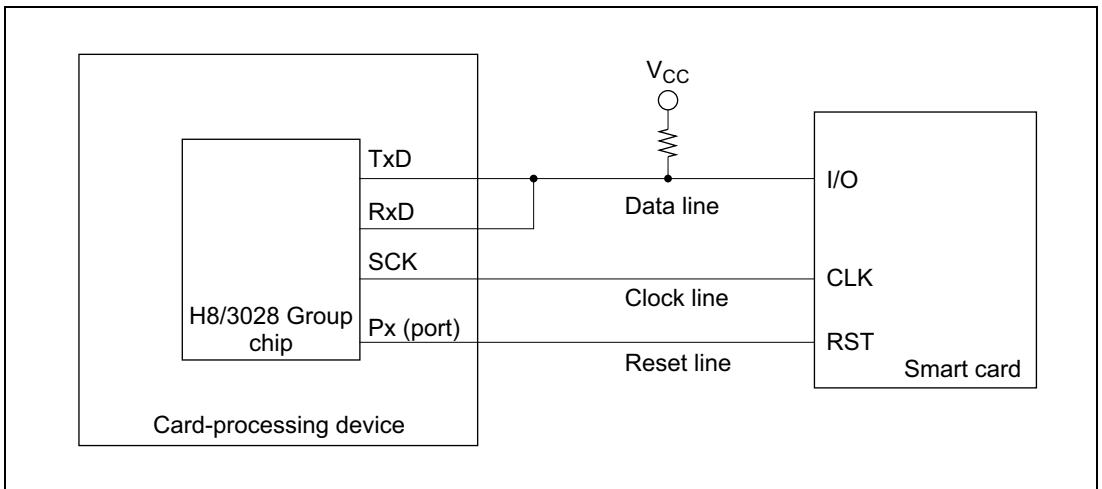 VCC
TxD
I/O
RxD
Data line
SCK
CLK
Clock line
H8/3028 Group
chip
Px (port)
RST
Reset line
Smart card
Card-processing device